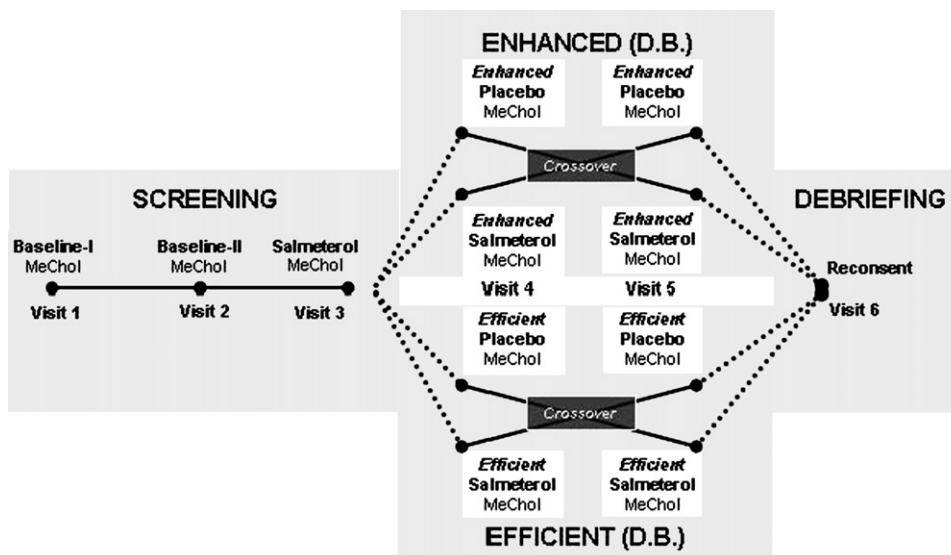 ENHANCED (D.B.)
Enhanced
Placebo
MeChol
Enhanced
Placebo
MeChol
Crossover
SCREENING
DEBRIEFING
Baseline-I
MeChol
Baseline-II
MeChol
Salmeterol
MeChol
Visit 1
Visit 2
Visit 3
Enhanced
Salmeterol
MeChol
Enhanced
Salmeterol
MeChol
Visit 4
Visit 5
Reconsent
Visit 6
Efficient
Placebo
MeChol
Efficient
Placebo
MeChol
Crossover
Efficient
Salmeterol
MeChol
Efficient
Salmeterol
MeChol
EFFICIENT (D.B.)